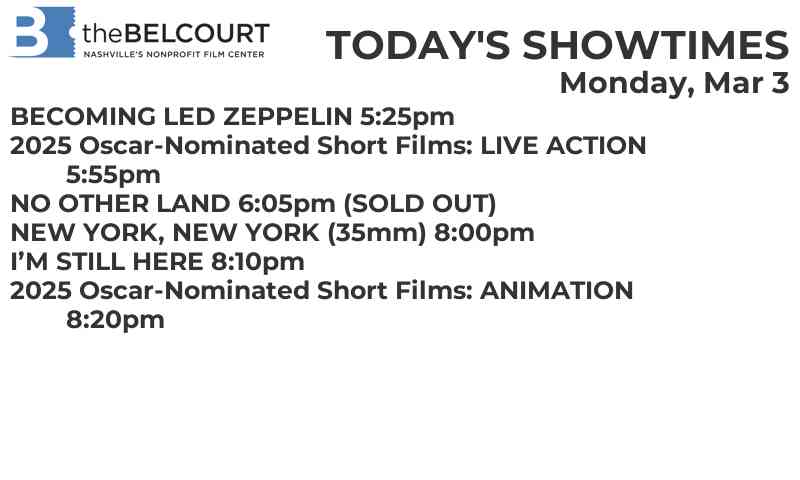 B theBELCOURT
NASHVILLE'S NONPROFIT FILM CENTER
TODAY'S SHOWTIMES
Monday, Mar 3
BECOMING LED ZEPPELIN 5:25pm
2025 Oscar-Nominated Short Films: LIVE ACTION
5:55pm
NO OTHER LAND 6:05pm (SOLD OUT)
NEW YORK, NEW YORK (35mm) 8:00pm
I’M STILL HERE 8:10pm
2025 Oscar-Nominated Short Films: ANIMATION
8:20pm